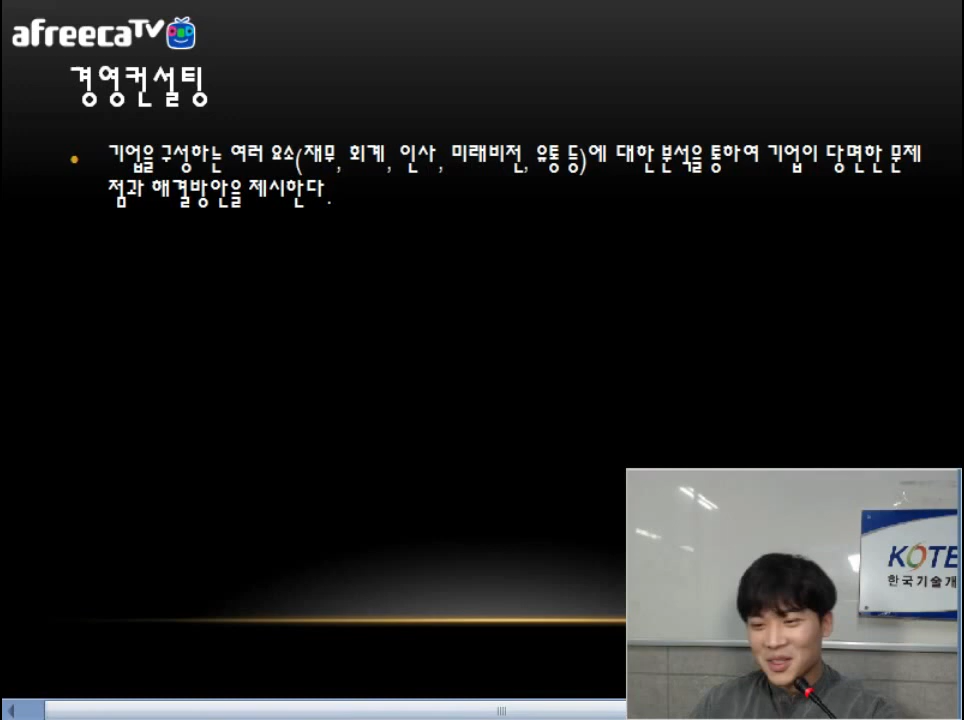 afreecaTV
경영컨설팅
• 기업을 구성하는 여러 요소(재무, 회계, 인사, 미래비전, 유통 등)에 대한 분석을 통하여 기업이 당면한 문제
점과 해결방안을 제시한다.
KOTE
한국기술개